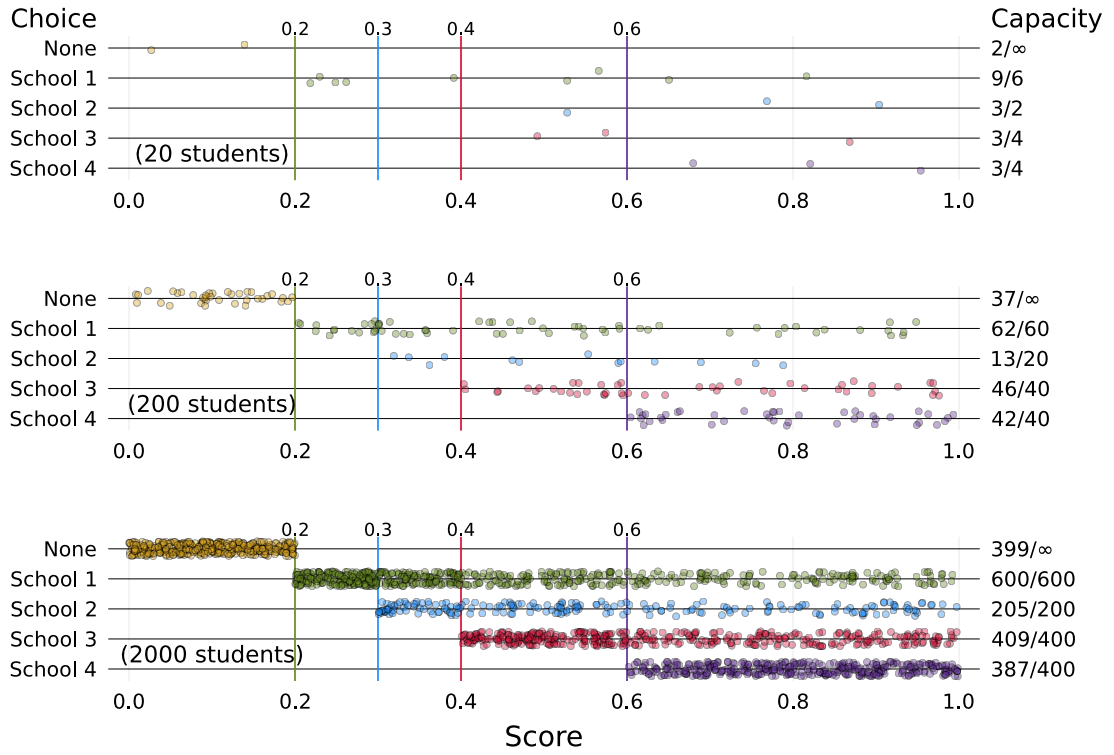 Choice Capacity
0.2 0.3 0.4 0.6
None 2/∞
School 1 9/6
School 2 3/2
School 3 3/4
(20 students)
School 4 3/4
0.0 0.2 0.4 0.6 0.8 1.0
0.2 0.3 0.4 0.6
None 37/∞
School 1 62/60
School 2 13/20
School 3 46/40
(200 students)
School 4 42/40
0.0 0.2 0.4 0.6 0.8 1.0
0.2 0.3 0.4 0.6
None 399/∞
School 1 600/600
School 2 205/200
School 3 409/400
(2000 students)
School 4 387/400
0.0 0.2 0.4 0.6 0.8 1.0
Score